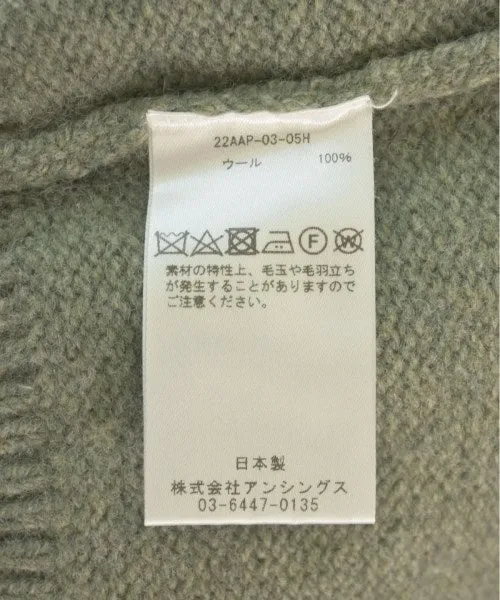 22AAP-03-05H
ウール 100%
F W
素材の特性上、毛玉や毛羽立ち
が発生することがありますので
ご注意ください。
日本製
株式会社アンシングス
03-6447-0135